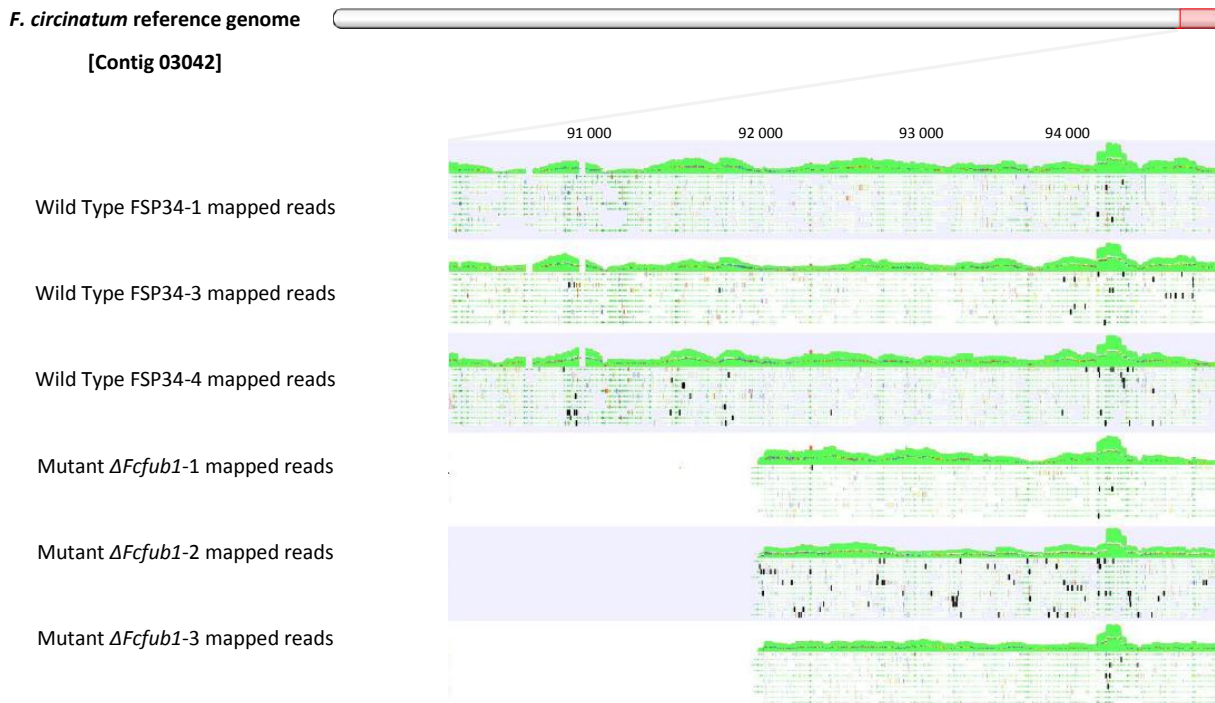 F. circinatum reference genome
[Contig 03042]
91 000 92 000 93 000 94 000
Wild Type FSP34-1 mapped reads
Wild Type FSP34-3 mapped reads
Wild Type FSP34-4 mapped reads
Mutant ΔFcfub1-1 mapped reads
Mutant ΔFcfub1-2 mapped reads
Mutant ΔFcfub1-3 mapped reads